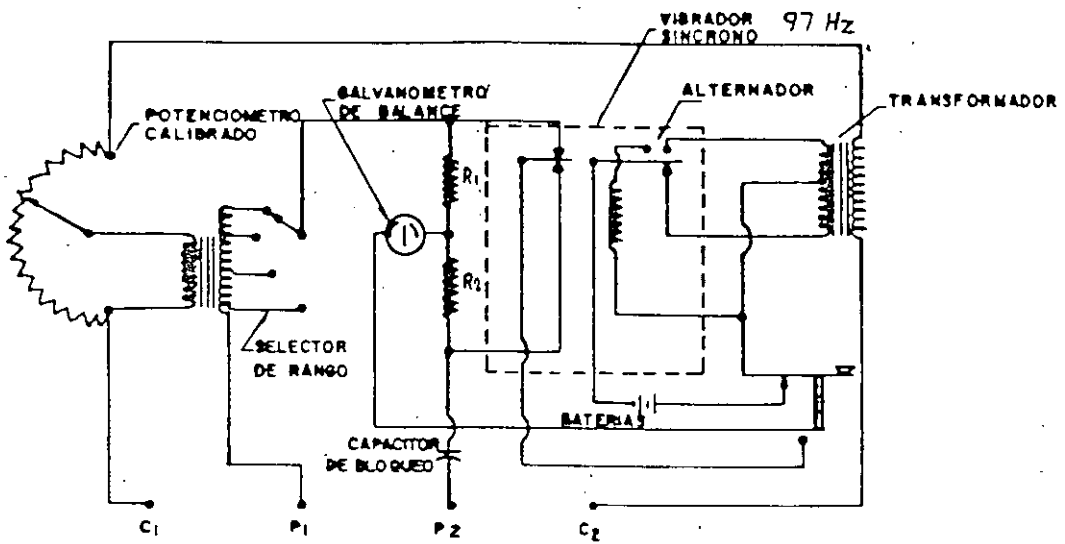 VIBRADOR
SINCRONO
97 Hz
GALVANOMETRO
DE BALANCE
ALTERNADOR
TRANSFORMADOR
POTENCIOMETRO
CALIBRADO
R1
R2
SELECTOR
DE RANGO
BATERIAS
CAPACITOR
DE BLOQUEO
C1
P1
P2
C2